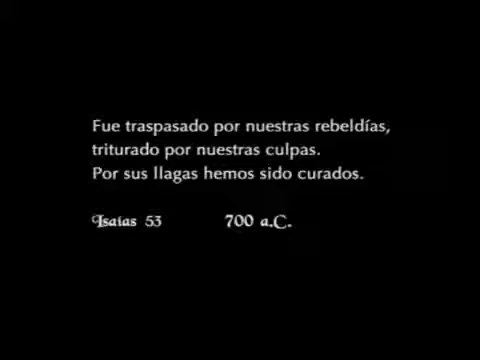 Fue traspasado por nuestras rebeldías,
triturado por nuestras culpas.
Por sus llagas hemos sido curados.
Isaías 53 700 a.C.